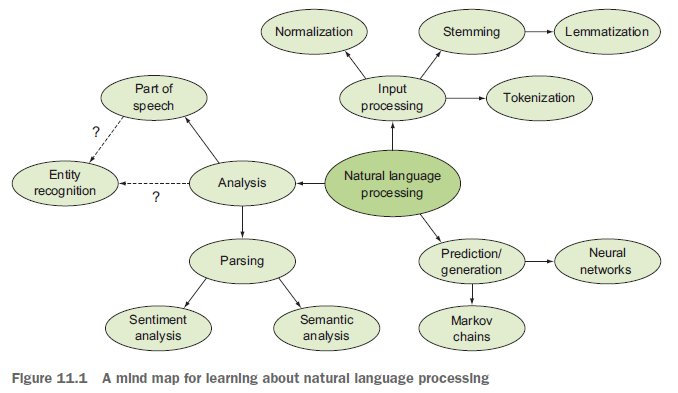 Normalization
Stemming
Lemmatization
Part of
speech
Input
processing
Tokenization
?
Entity
recognition
?
Analysis
Natural language
processing
Parsing
Prediction/
generation
Neural
networks
Sentiment
analysis
Semantic
analysis
Markov
chains
Figure 11.1 A mind map for learning about natural language processing